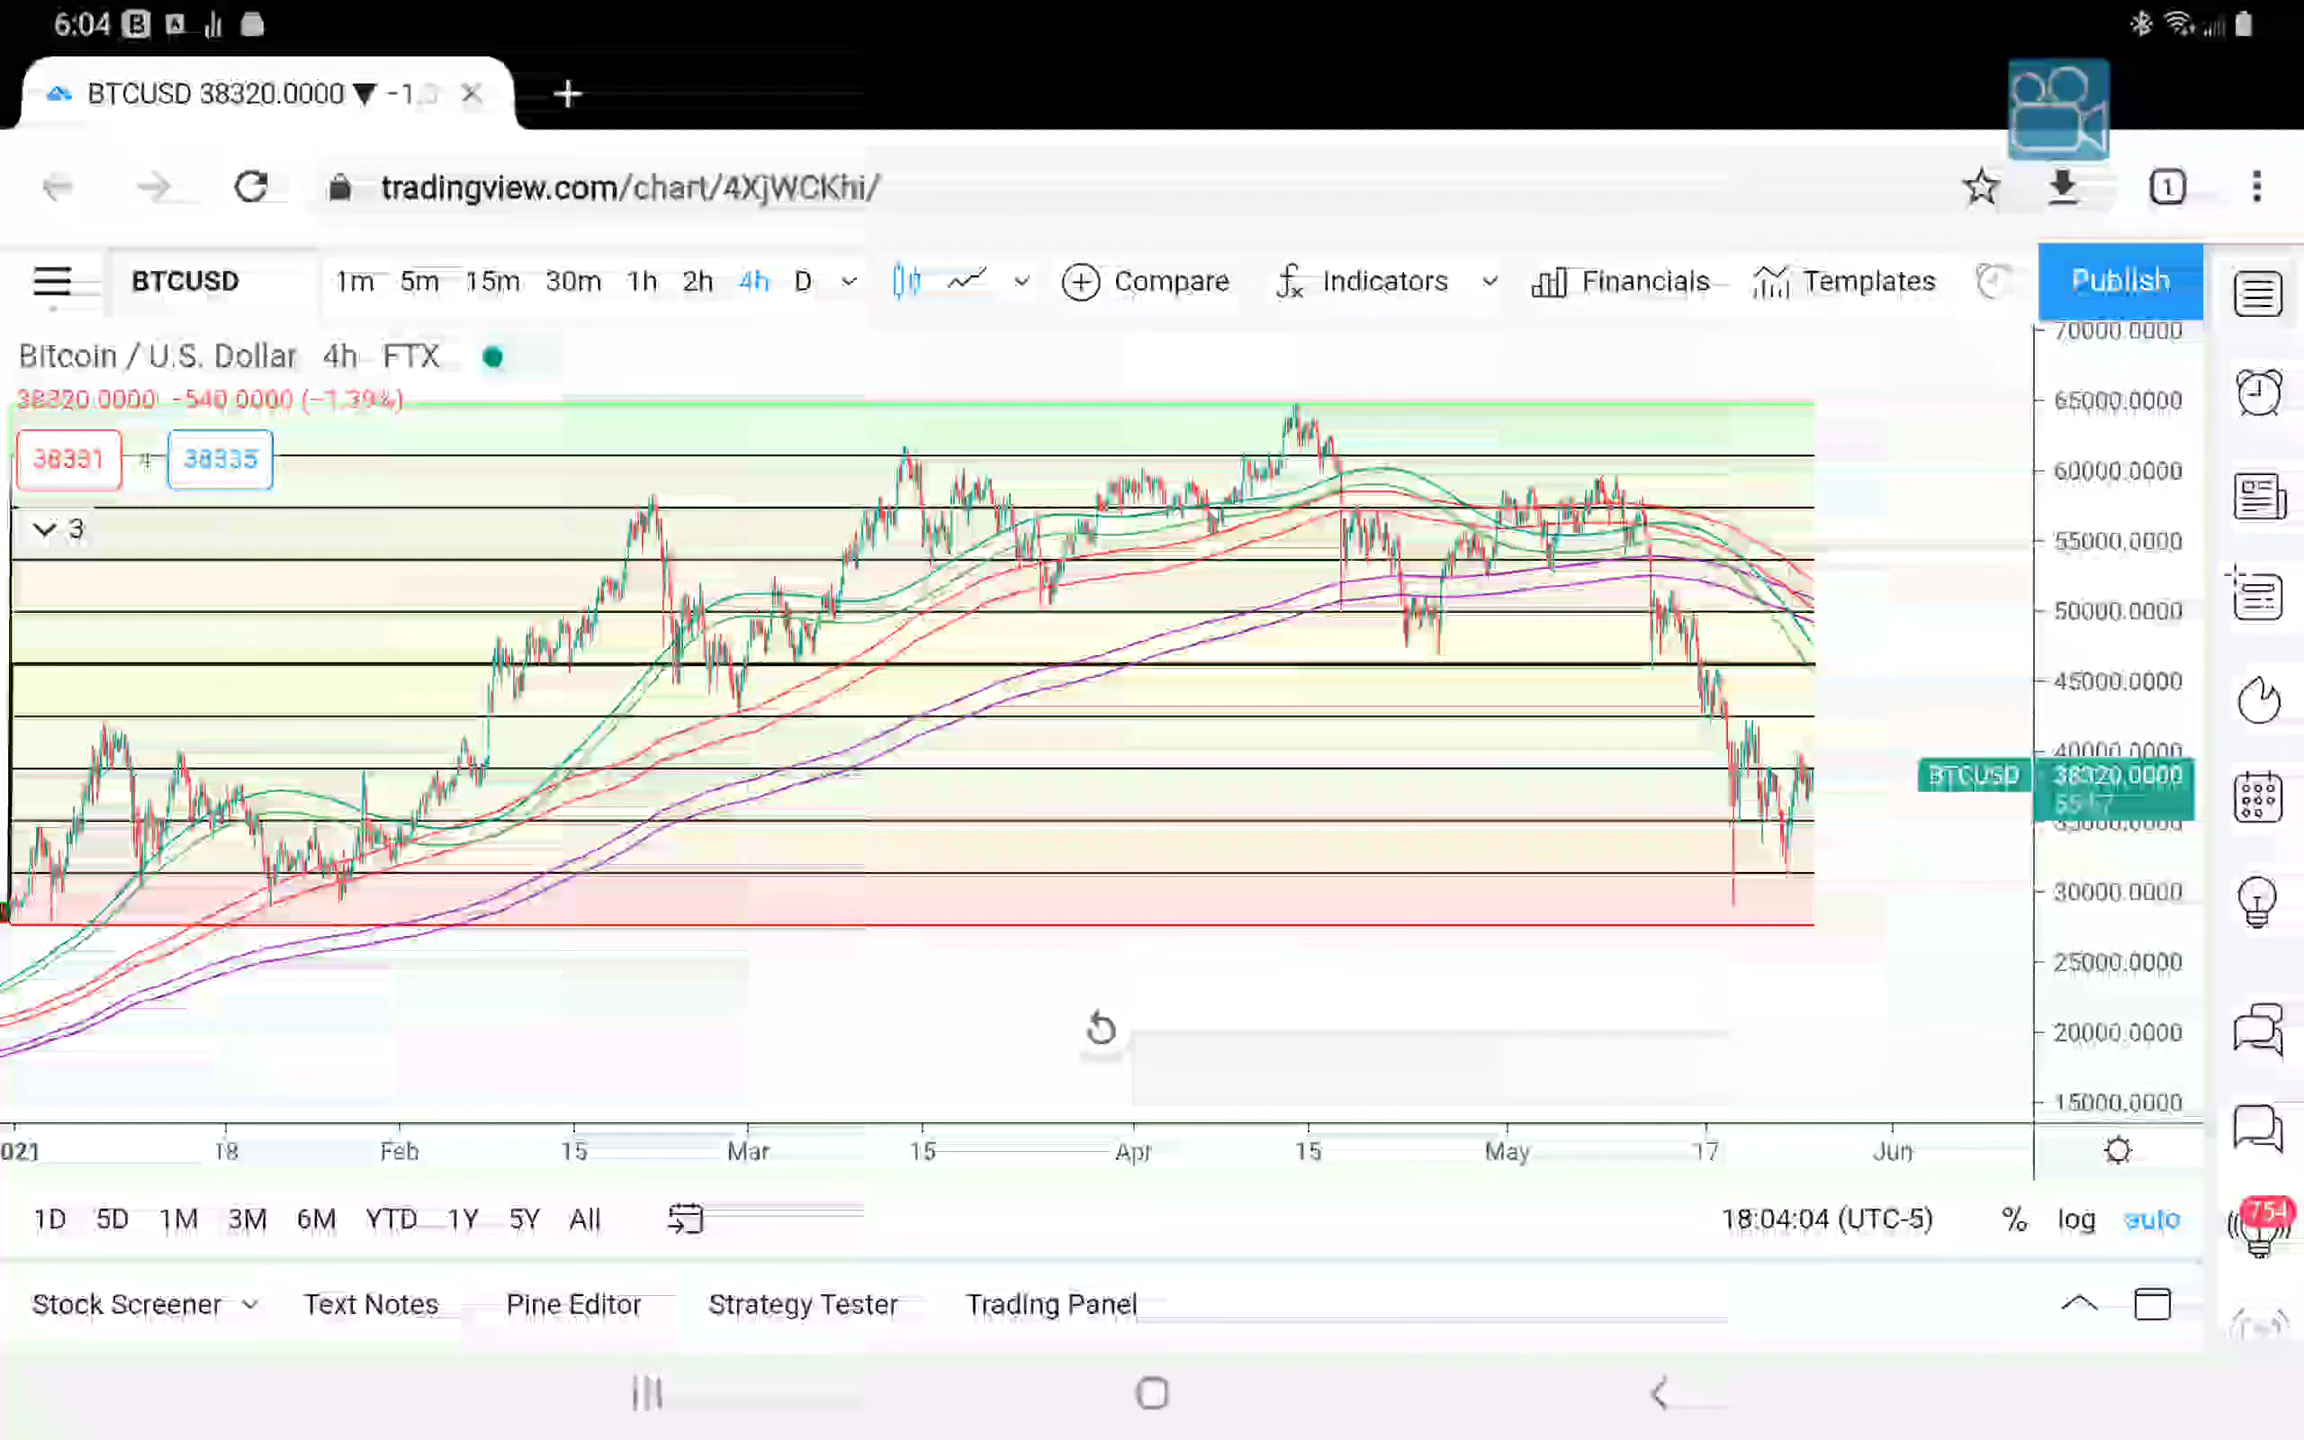 6:04
BTCUSD 38320.0000 ▼ −1.3
tradingview.com/chart/4XjWCKhi/
1
BTCUSD 1m 5m 15m 30m 1h 2h 4h D Compare Indicators Financials Templates Publish
Bitcoin / U.S. Dollar 4h FTX
38320.0000 −540.0000 (−1.39%)
38331 4 38335
3
70000.0000
65000.0000
60000.0000
55000.0000
50000.0000
45000.0000
40000.0000
BTCUSD 38320.0000
35000.0000
30000.0000
25000.0000
20000.0000
15000.0000
021 18 Feb 15 Mar 15 Apr 15 May 17 Jun
1D 5D 1M 3M 6M YTD 1Y 5Y All 18:04:04 (UTC-5) % log auto
754
Stock Screener Text Notes Pine Editor Strategy Tester Trading Panel